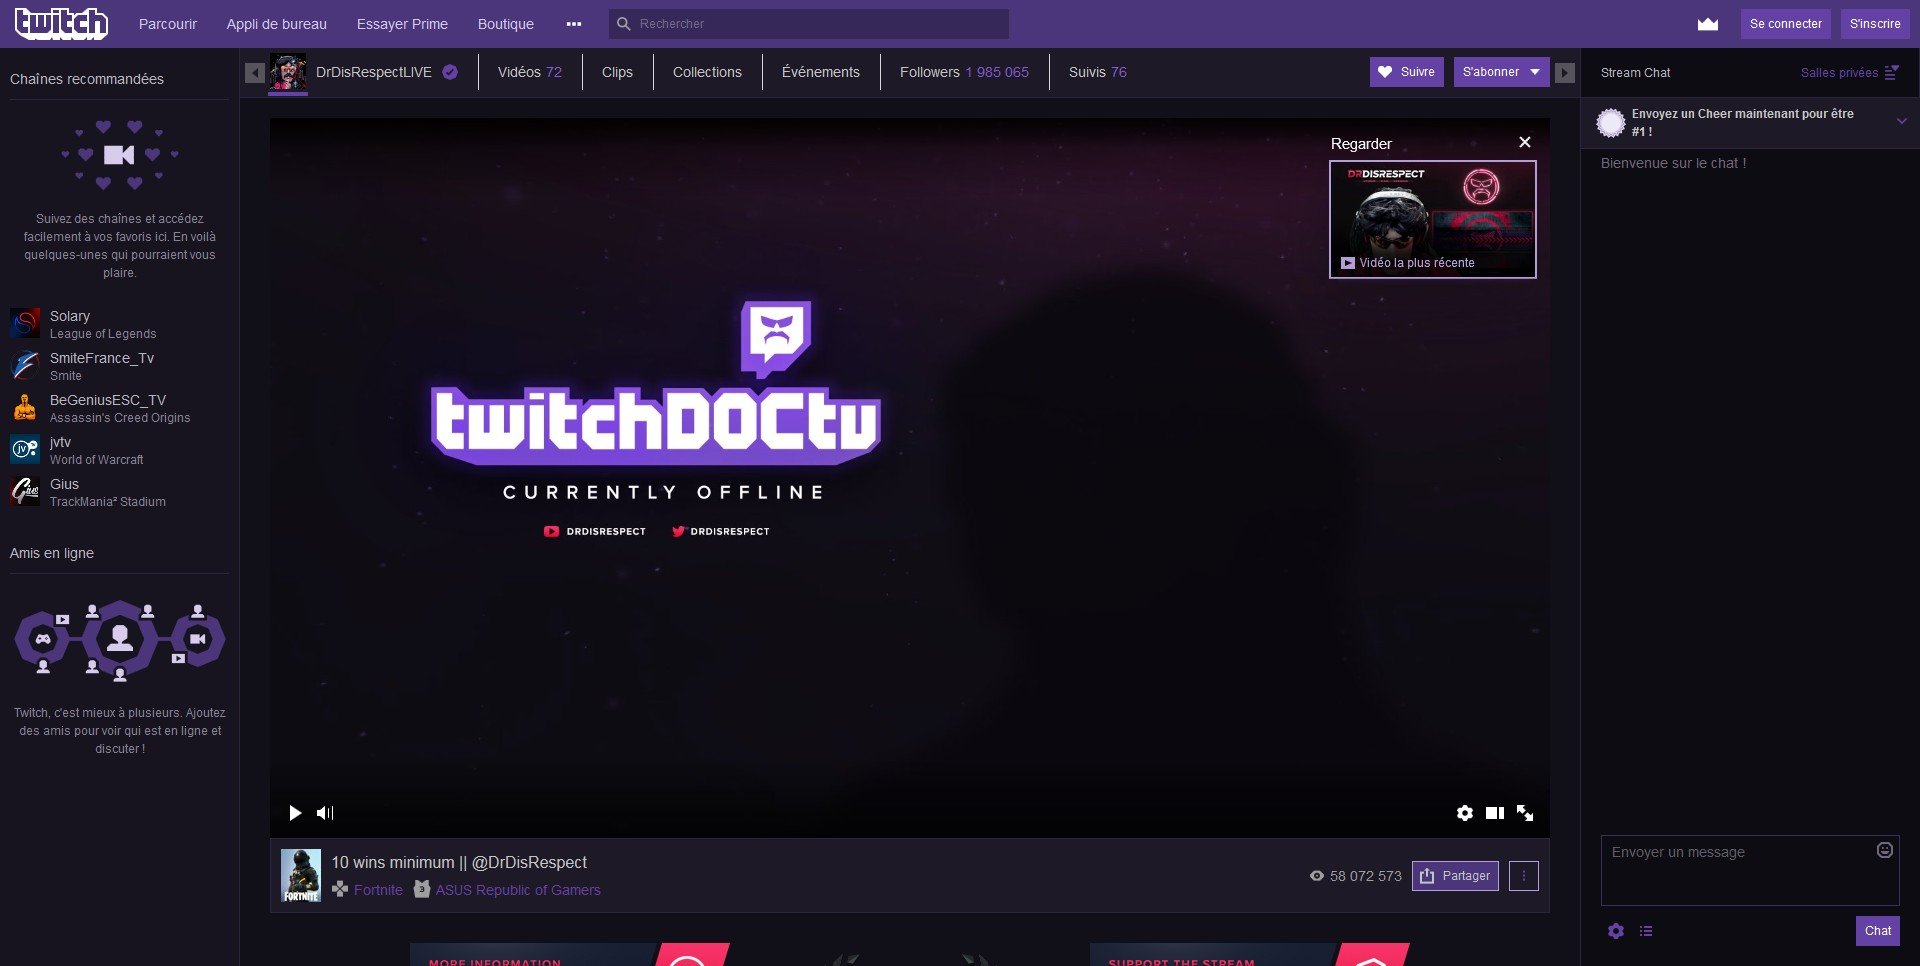 twitch
Parcourir
Appli de bureau
Essayer Prime
Boutique
Rechercher
Se connecter
S'inscrire
Chaînes recommandées
Suivez des chaînes et accédez
facilement à vos favoris ici. En voilà
quelques-unes qui pourraient vous
plaire.
Solary
League of Legends
SmiteFrance_Tv
Smite
BeGeniusESC_TV
Assassin's Creed Origins
jvtv
World of Warcraft
Gius
TrackMania² Stadium
Amis en ligne
Twitch, c'est mieux à plusieurs. Ajoutez
des amis pour voir qui est en ligne et
discuter !
DrDisRespectLIVE
Vidéos 72
Clips
Collections
Événements
Followers 1 985 065
Suivis 76
Suivre
S'abonner
Regarder
DRDISRESPECT
Vidéo la plus récente
twitchDOCtv
CURRENTLY OFFLINE
DRDISRESPECT
DRDISRESPECT
FORTNITE
10 wins minimum || @DrDisRespect
Fortnite
3
ASUS Republic of Gamers
58 072 573
Partager
MORE INFORMATION
SUPPORT THE STREAM
Stream Chat
Salles privées
Envoyez un Cheer maintenant pour être
#1 !
Bienvenue sur le chat !
Envoyer un message
Chat